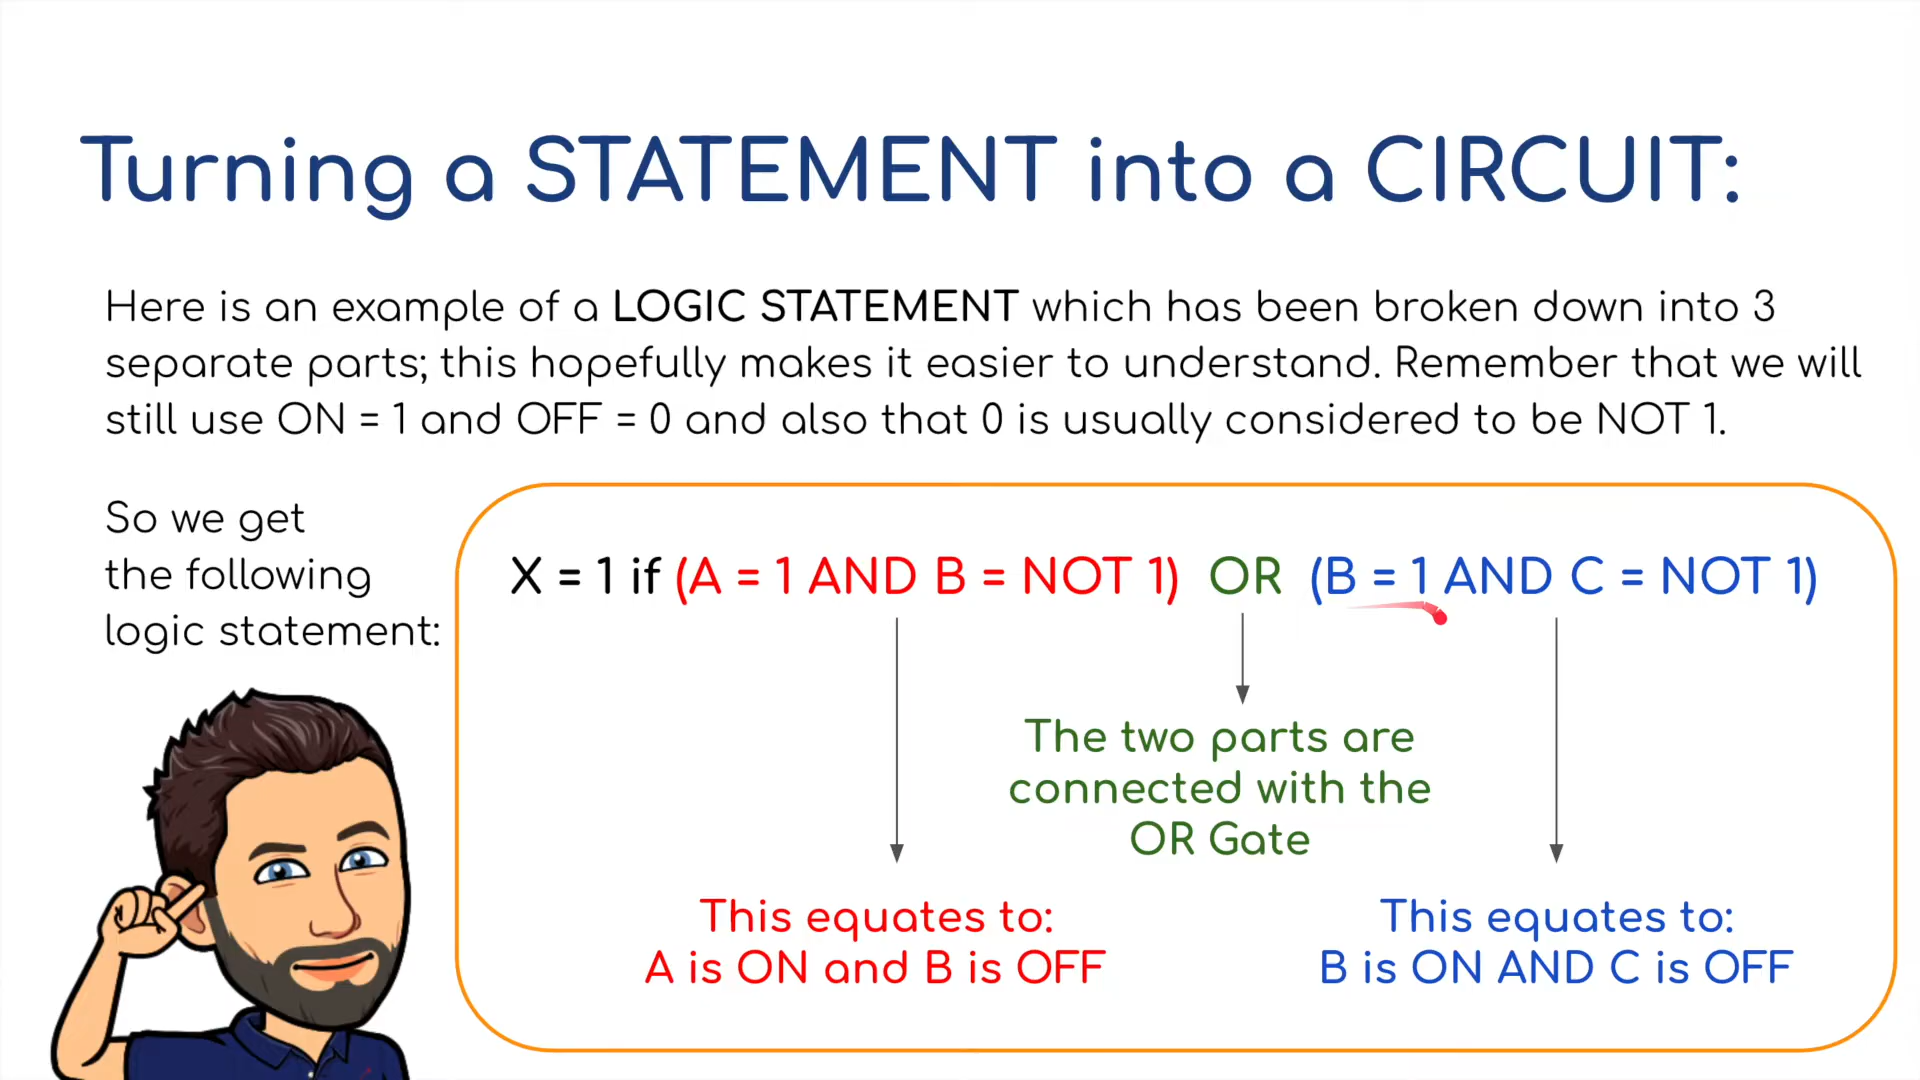 Turning a STATEMENT into a CIRCUIT:
Here is an example of a LOGIC STATEMENT which has been broken down into 3
separate parts; this hopefully makes it easier to understand. Remember that we will
still use ON = 1 and OFF = 0 and also that 0 is usually considered to be NOT 1.
So we get
the following
logic statement:
X = 1 if (A = 1 AND B = NOT 1) OR (B = 1 AND C = NOT 1)
The two parts are
connected with the
OR Gate
This equates to:
A is ON and B is OFF
This equates to:
B is ON AND C is OFF